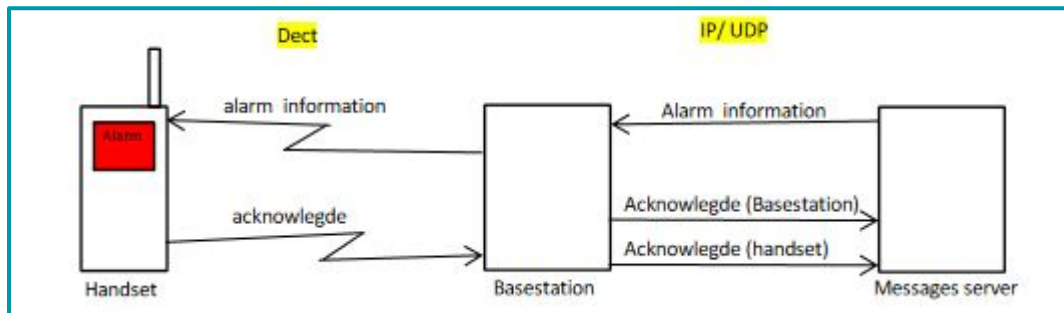 Dect
IP/ UDP
alarm information
Alarm information
Alarm
acknowlegde
Acknowlegde (Basestation)
Acknowlegde (handset)
Handset
Basestation
Messages server